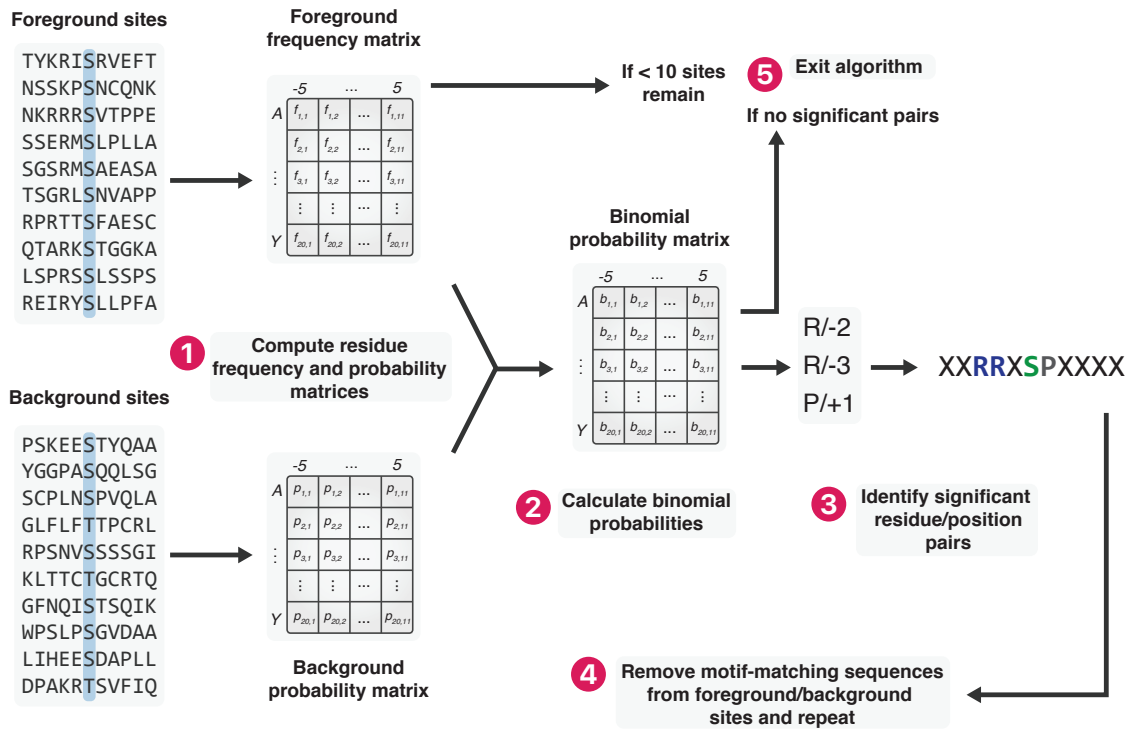 Foreground sites
TYKRISRVEFT
NSSKPSNCQNK
NKRRRSVTPPE
SSERMSLPLLA
SGSRMSAEASA
TSGRLSNVAPP
RPRTTSFAESC
QTARKSTGGKA
LSPRSSLSSPS
REIRYSLLPFA
Foreground
frequency matrix
-5 ... 5
A f1,1 f1,2 ... f1,11
f2,1 f2,2 ... f2,11
⋮ f3,1 f3,2 ... f3,11
⋮ ⋮ ... ⋮
Y f20,1 f20,2 ... f20,11
If < 10 sites
remain
5 Exit algorithm
If no significant pairs
1 Compute residue
frequency and probability
matrices
Background sites
PSKEESTYQAA
YGGPASQQLSG
SCPLNSPVQLA
GLFLFTTPCRL
RPSNVSSSSGI
KLTTCTGCRTQ
GFNQISTSQIK
WPSLPSGVDAA
LIHEESDAPLL
DPAKRTSVFIQ
-5 ... 5
A p1,1 p1,2 ... p1,11
p2,1 p2,2 ... p2,11
⋮ p3,1 p3,2 ... p3,11
⋮ ⋮ ... ⋮
Y p20,1 p20,2 ... p20,11
Background
probability matrix
Binomial
probability matrix
-5 ... 5
A b1,1 b1,2 ... b1,11
b2,1 b2,2 ... b2,11
⋮ b3,1 b3,2 ... b3,11
⋮ ⋮ ... ⋮
Y b20,1 b20,2 ... b20,11
2 Calculate binomial
probabilities
R/-2
R/-3
P/+1
XXRRXSPXXXX
3 Identify significant
residue/position
pairs
4 Remove motif-matching sequences
from foreground/background
sites and repeat